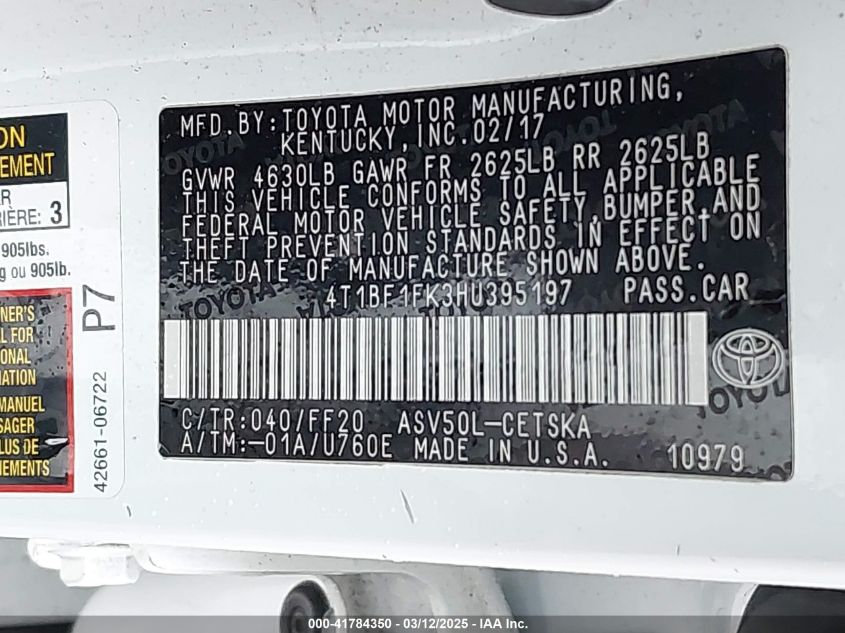 MFD.BY:TOYOTA MOTOR MANUFACTURING,
KENTUCKY,INC.02/17
GVWR 4630LB GAWR FR 2625LB RR 2625LB
THIS VEHICLE CONFORMS TO ALL APPLICABLE
FEDERAL MOTOR VEHICLE SAFETY,BUMPER,AND
THEFT PREVENTION STANDARDS IN EFFECT ON
THE DATE OF MANUFACTURE SHOWN ABOVE.
4T1BF1FK3HU395197 PASS.CAR
C/TR:040/FF20 ASV50L-CETSKA
A/TM:-01A/U760E MADE IN U.S.A. 10979
ON
EMENT
R
IÈRE: 3
905lbs.
g ou 905lb.
NER'S
L FOR
ONAL
MATION
MANUEL
SAGER
PLUS DE
NEMENTS
P7
42661-06722
000-41784350 - 03/12/2025 - IAA Inc.